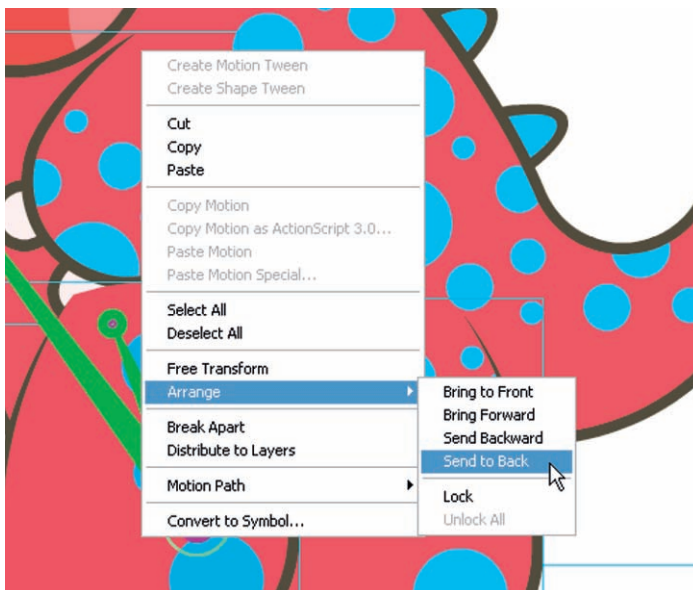 Create Motion Tween
Create Shape Tween
Cut
Copy
Paste
Copy Motion
Copy Motion as ActionScript 3.0...
Paste Motion
Paste Motion Special...
Select All
Deselect All
Free Transform
Arrange
Break Apart
Distribute to Layers
Motion Path
Convert to Symbol...
Bring to Front
Bring Forward
Send Backward
Send to Back
Lock
Unlock All